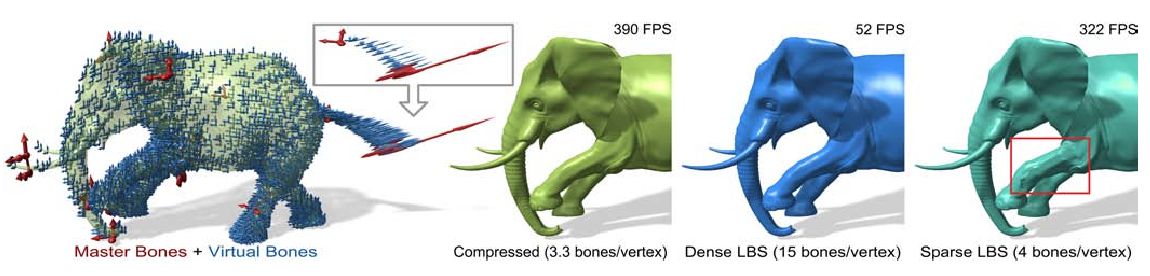 390 FPS
52 FPS
322 FPS
Master Bones + Virtual Bones
Compressed (3.3 bones/vertex)
Dense LBS (15 bones/vertex)
Sparse LBS (4 bones/vertex)